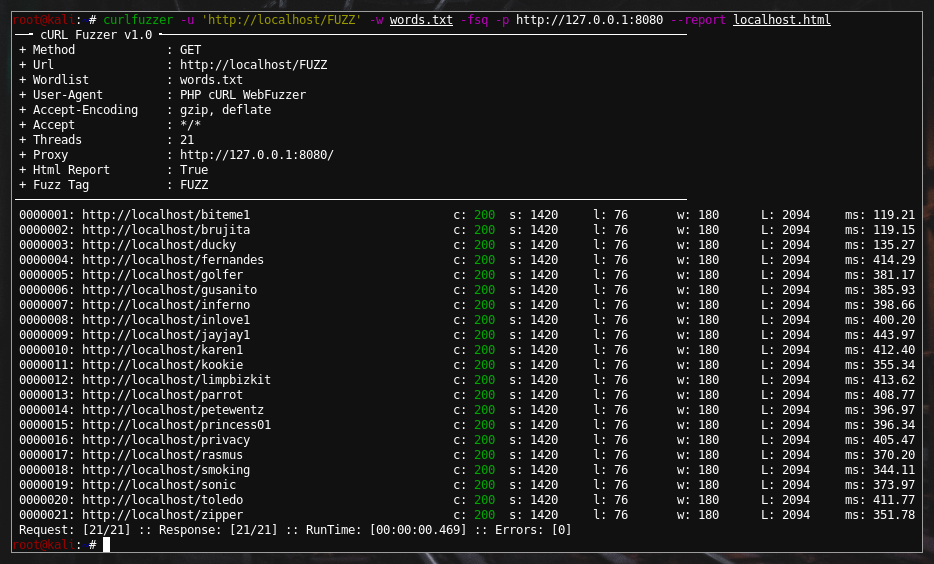 root@kali: # curlfuzzer -u 'http://localhost/FUZZ' -w words.txt -fsq -p http://127.0.0.1:8080 --report localhost.html
cURL Fuzzer v1.0
+ Method : GET
+ Url : http://localhost/FUZZ
+ Wordlist : words.txt
+ User-Agent : PHP cURL WebFuzzer
+ Accept-Encoding : gzip, deflate
+ Accept : */*
+ Threads : 21
+ Proxy : http://127.0.0.1:8080/
+ Html Report : True
+ Fuzz Tag : FUZZ
0000001: http://localhost/biteme1 c: 200 s: 1420 l: 76 w: 180 L: 2094 ms: 119.21
0000002: http://localhost/brujita c: 200 s: 1420 l: 76 w: 180 L: 2094 ms: 119.15
0000003: http://localhost/ducky c: 200 s: 1420 l: 76 w: 180 L: 2094 ms: 135.27
0000004: http://localhost/fernandes c: 200 s: 1420 l: 76 w: 180 L: 2094 ms: 414.29
0000005: http://localhost/golfer c: 200 s: 1420 l: 76 w: 180 L: 2094 ms: 381.17
0000006: http://localhost/gusanito c: 200 s: 1420 l: 76 w: 180 L: 2094 ms: 385.93
0000007: http://localhost/inferno c: 200 s: 1420 l: 76 w: 180 L: 2094 ms: 398.66
0000008: http://localhost/inlove1 c: 200 s: 1420 l: 76 w: 180 L: 2094 ms: 400.20
0000009: http://localhost/jayjay1 c: 200 s: 1420 l: 76 w: 180 L: 2094 ms: 443.97
0000010: http://localhost/karen1 c: 200 s: 1420 l: 76 w: 180 L: 2094 ms: 412.40
0000011: http://localhost/kookie c: 200 s: 1420 l: 76 w: 180 L: 2094 ms: 355.34
0000012: http://localhost/limpbizkit c: 200 s: 1420 l: 76 w: 180 L: 2094 ms: 413.62
0000013: http://localhost/parrot c: 200 s: 1420 l: 76 w: 180 L: 2094 ms: 408.77
0000014: http://localhost/petewentz c: 200 s: 1420 l: 76 w: 180 L: 2094 ms: 396.97
0000015: http://localhost/princess01 c: 200 s: 1420 l: 76 w: 180 L: 2094 ms: 396.34
0000016: http://localhost/privacy c: 200 s: 1420 l: 76 w: 180 L: 2094 ms: 405.47
0000017: http://localhost/rasmus c: 200 s: 1420 l: 76 w: 180 L: 2094 ms: 370.20
0000018: http://localhost/smoking c: 200 s: 1420 l: 76 w: 180 L: 2094 ms: 344.11
0000019: http://localhost/sonic c: 200 s: 1420 l: 76 w: 180 L: 2094 ms: 373.97
0000020: http://localhost/toledo c: 200 s: 1420 l: 76 w: 180 L: 2094 ms: 411.77
0000021: http://localhost/zipper c: 200 s: 1420 l: 76 w: 180 L: 2094 ms: 351.78
Request: [21/21] :: Response: [21/21] :: RunTime: [00:00:00.469] :: Errors: [0]
root@kali: #